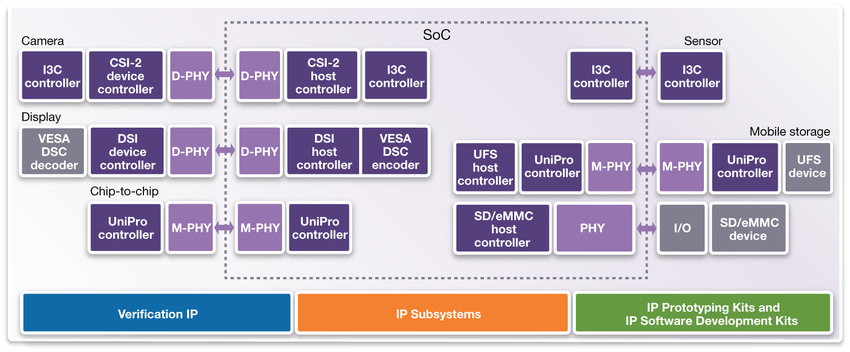 SoC
Camera
I3C
controller
CSI-2
device
controller
D-PHY
D-PHY
CSI-2
host
controller
I3C
controller
Display
VESA
DSC
decoder
DSI
device
controller
D-PHY
D-PHY
DSI
host
controller
VESA
DSC
encoder
Chip-to-chip
UniPro
controller
M-PHY
M-PHY
UniPro
controller
Sensor
I3C
controller
I3C
controller
Mobile storage
UFS
host
controller
UniPro
controller
M-PHY
M-PHY
UniPro
controller
UFS
device
SD/eMMC
host
controller
PHY
I/O
SD/eMMC
device
Verification IP
IP Subsystems
IP Prototyping Kits and
IP Software Development Kits